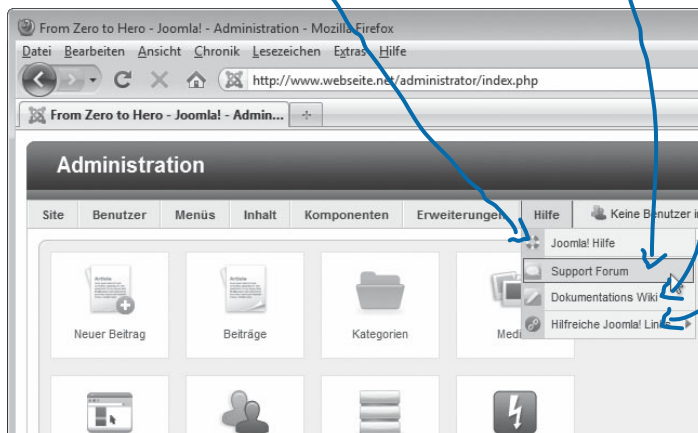 From Zero to Hero - Joomla! - Administration - Mozilla Firefox
Datei Bearbeiten Ansicht Chronik Lesezeichen Extras Hilfe
http://www.webseite.net/administrator/index.php
From Zero to Hero - Joomla! - Admin...
Administration
Site Benutzer Menüs Inhalt Komponenten Erweiterungen Hilfe Keine Benutzer
Joomla! Hilfe
Support Forum
Dokumentations Wiki
Hilfreiche Joomla! Links
Neuer Beitrag Beiträge Kategorien Medi